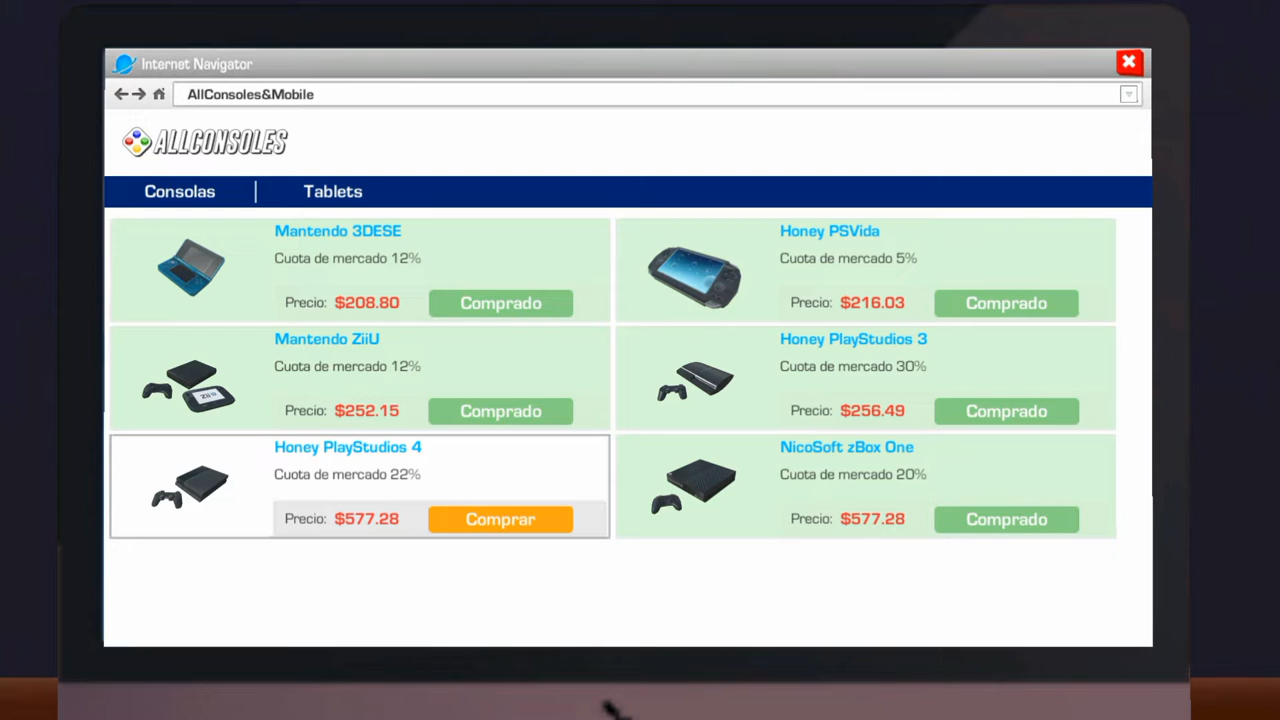 Internet Navigator
AllConsoles&Mobile
ALLCONSOLES
Consolas | Tablets
Mantendo 3DESE
Cuota de mercado 12%
Precio: $208.80 Comprado
Honey PSVida
Cuota de mercado 5%
Precio: $216.03 Comprado
Mantendo ZiiU
Cuota de mercado 12%
Precio: $252.15 Comprado
Zii U
Honey PlayStudios 3
Cuota de mercado 30%
Precio: $256.49 Comprado
Honey PlayStudios 4
Cuota de mercado 22%
Precio: $577.28 Comprar
NicoSoft zBox One
Cuota de mercado 20%
Precio: $577.28 Comprado